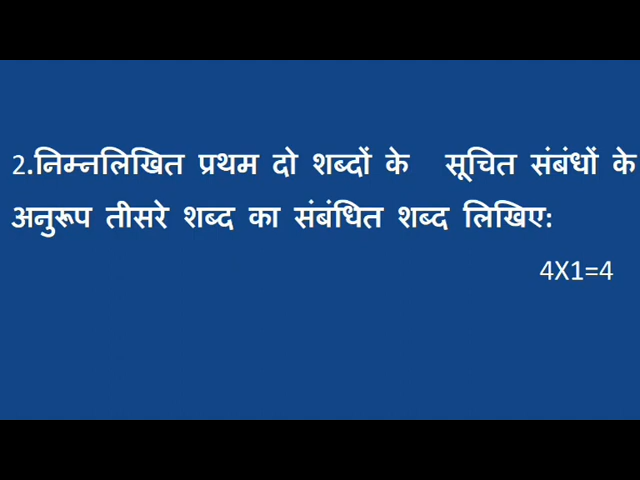 2.निम्नलिखित प्रथम दो शब्दों के सूचित संबंधों के
अनुरूप तीसरे शब्द का संबंधित शब्द लिखिए:
4X1=4